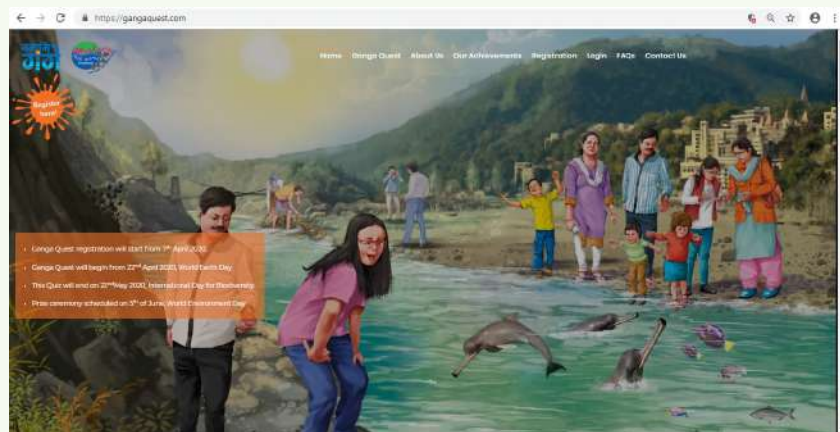 https://gangaquest.com
नमामि गंगे
Home Ganga Quest About Us Our Achievements Registration Login FAQs Contact Us
Register here!
Ganga Quest registration will start from 7th April 2020.
Ganga Quest will begin from 22nd April 2020, World Earth Day
This Quiz will end on 22nd May 2020, International Day for Biodiversity
Prize ceremony scheduled on 5th of June, World Environment Day